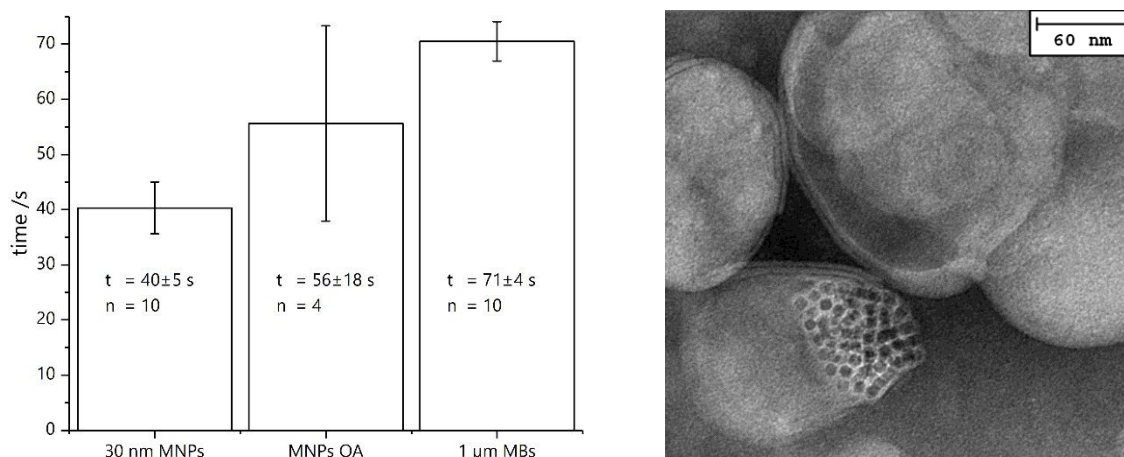 70
60
50
40
30
20
10
0
time /s
t = 40±5 s
n = 10
t = 56±18 s
n = 4
t = 71±4 s
n = 10
30 nm MNPs
MNPs OA
1 µm MBs
60 nm